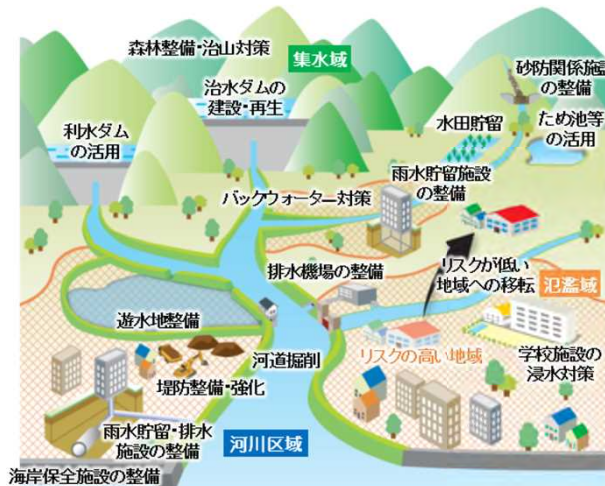 森林整備・治山対策
集水域
砂防関係施設
の整備
治水ダムの
建設・再生
水田貯留
ため池等
の活用
利水ダム
の活用
雨水貯留施設
の整備
バックウォーター対策
排水機場の整備
リスクが低い
地域への移転
氾濫域
遊水地整備
河道掘削
リスクの高い地域
学校施設の
浸水対策
堤防整備・強化
雨水貯留・排水
施設の整備
河川区域
海岸保全施設の整備